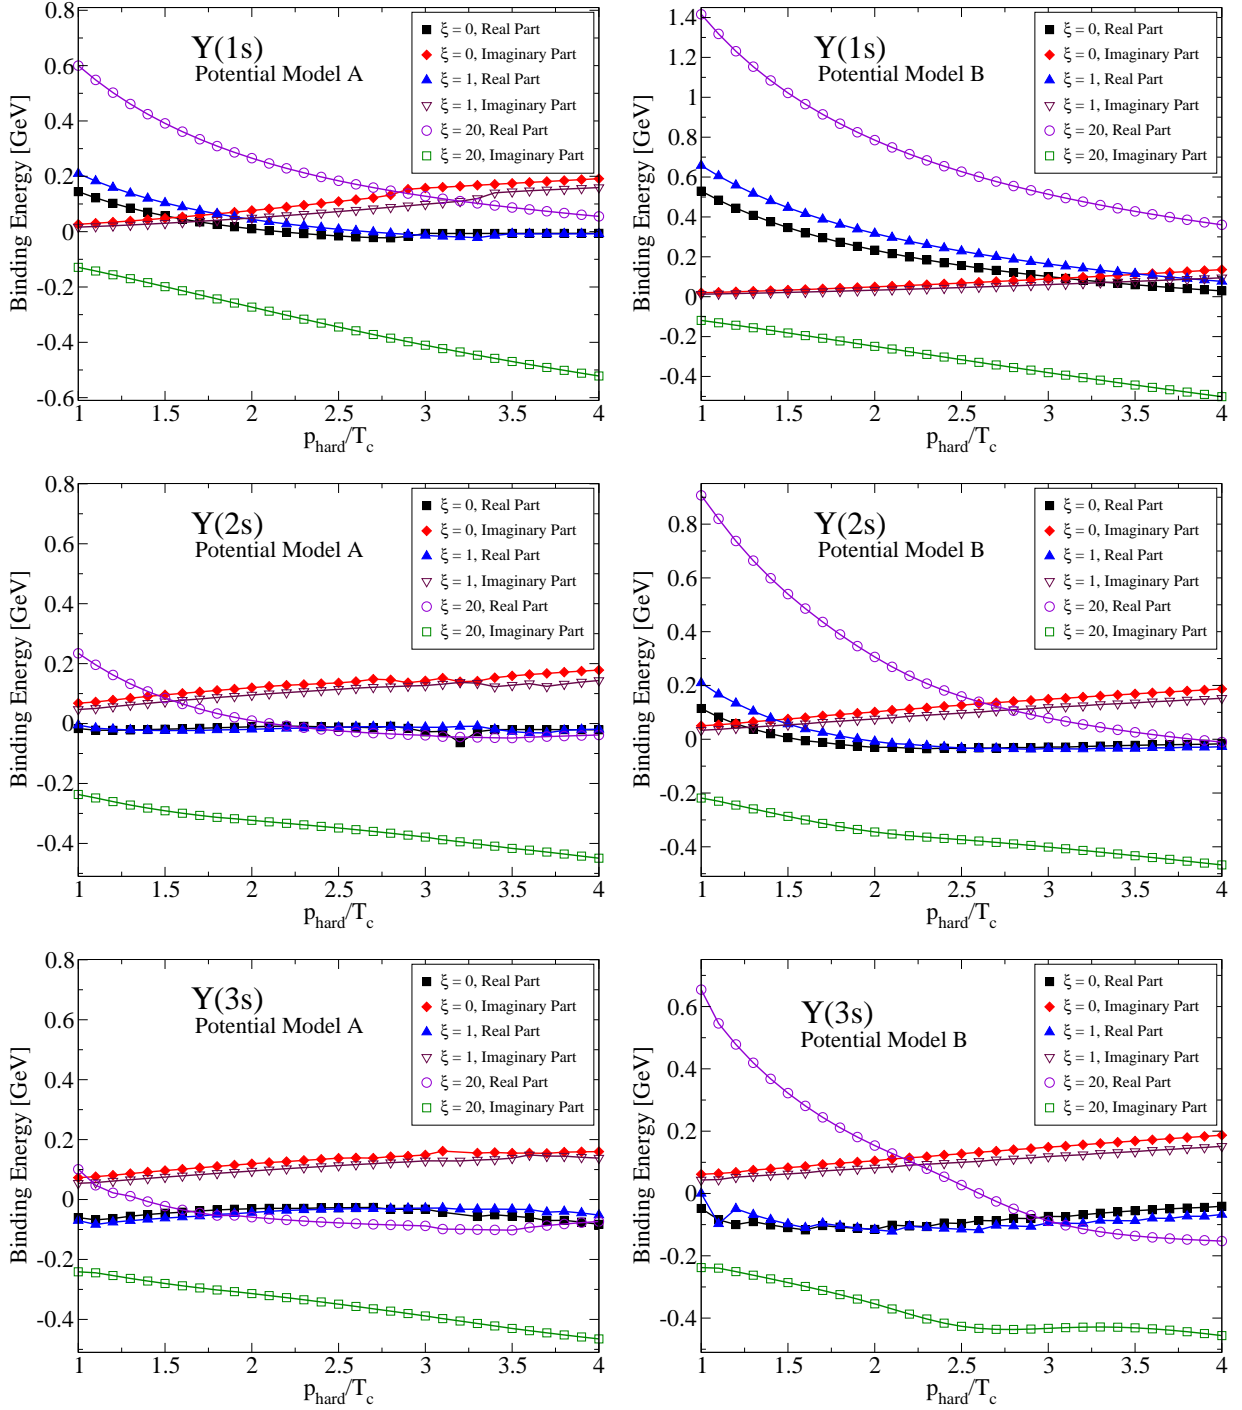 Υ(1s)
Potential Model A
ξ = 0, Real Part
ξ = 0, Imaginary Part
ξ = 1, Real Part
ξ = 1, Imaginary Part
ξ = 20, Real Part
ξ = 20, Imaginary Part
Binding Energy [GeV]
0.8
0.6
0.4
0.2
0
-0.2
-0.4
-0.6
1 1.5 2 2.5 3 3.5 4
p_hard/T_c
Υ(1s)
Potential Model B
ξ = 0, Real Part
ξ = 0, Imaginary Part
ξ = 1, Real Part
ξ = 1, Imaginary Part
ξ = 20, Real Part
ξ = 20, Imaginary Part
Binding Energy [GeV]
1.4
1.2
1
0.8
0.6
0.4
0.2
0
-0.2
-0.4
1 1.5 2 2.5 3 3.5 4
p_hard/T_c
Υ(2s)
Potential Model A
ξ = 0, Real Part
ξ = 0, Imaginary Part
ξ = 1, Real Part
ξ = 1, Imaginary Part
ξ = 20, Real Part
ξ = 20, Imaginary Part
Binding Energy [GeV]
0.8
0.6
0.4
0.2
0
-0.2
-0.4
1 1.5 2 2.5 3 3.5 4
p_hard/T_c
Υ(2s)
Potential Model B
ξ = 0, Real Part
ξ = 0, Imaginary Part
ξ = 1, Real Part
ξ = 1, Imaginary Part
ξ = 20, Real Part
ξ = 20, Imaginary Part
Binding Energy [GeV]
0.8
0.6
0.4
0.2
0
-0.2
-0.4
1 1.5 2 2.5 3 3.5 4
p_hard/T_c
Υ(3s)
Potential Model A
ξ = 0, Real Part
ξ = 0, Imaginary Part
ξ = 1, Real Part
ξ = 1, Imaginary Part
ξ = 20, Real Part
ξ = 20, Imaginary Part
Binding Energy [GeV]
0.8
0.6
0.4
0.2
0
-0.2
-0.4
1 1.5 2 2.5 3 3.5 4
p_hard/T_c
Υ(3s)
Potential Model B
ξ = 0, Real Part
ξ = 0, Imaginary Part
ξ = 1, Real Part
ξ = 1, Imaginary Part
ξ = 20, Real Part
ξ = 20, Imaginary Part
Binding Energy [GeV]
0.6
0.4
0.2
0
-0.2
-0.4
1 1.5 2 2.5 3 3.5 4
p_hard/T_c